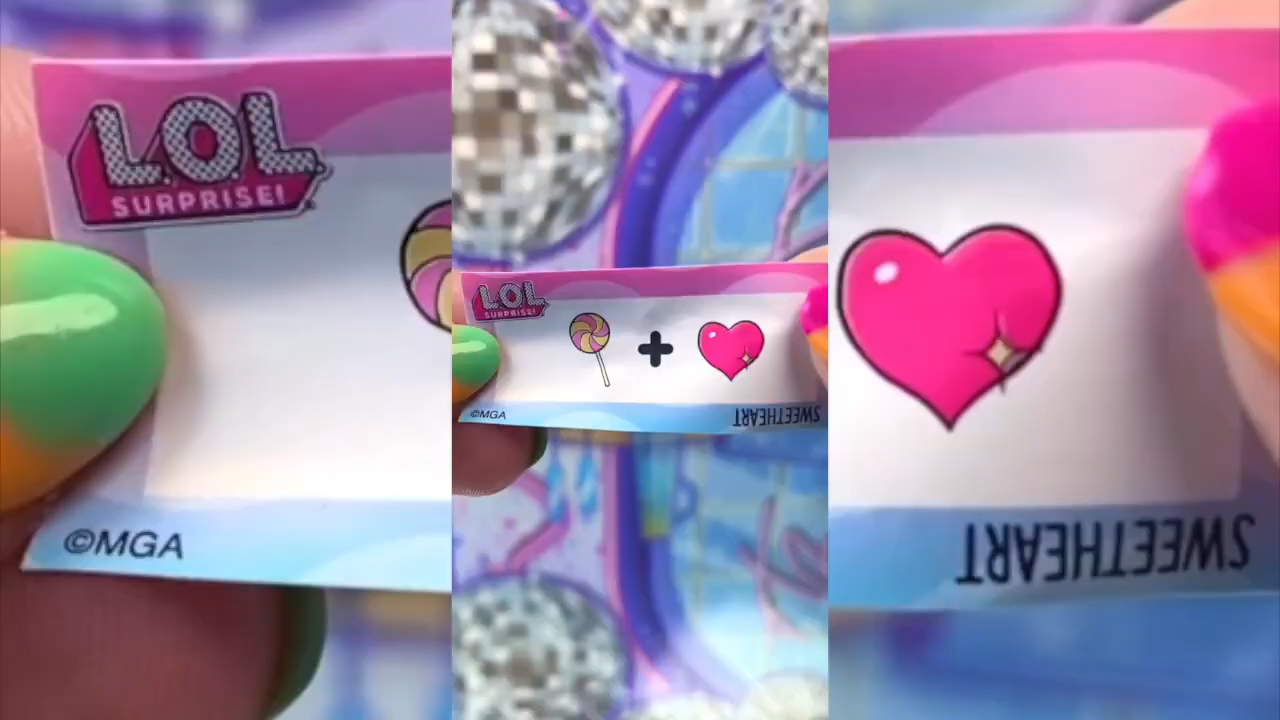 L.O.L.
SURPRISE!
©MGA
L.O.L.
SURPRISE!
+
©MGA
SWEETHEART
SWEETHEART